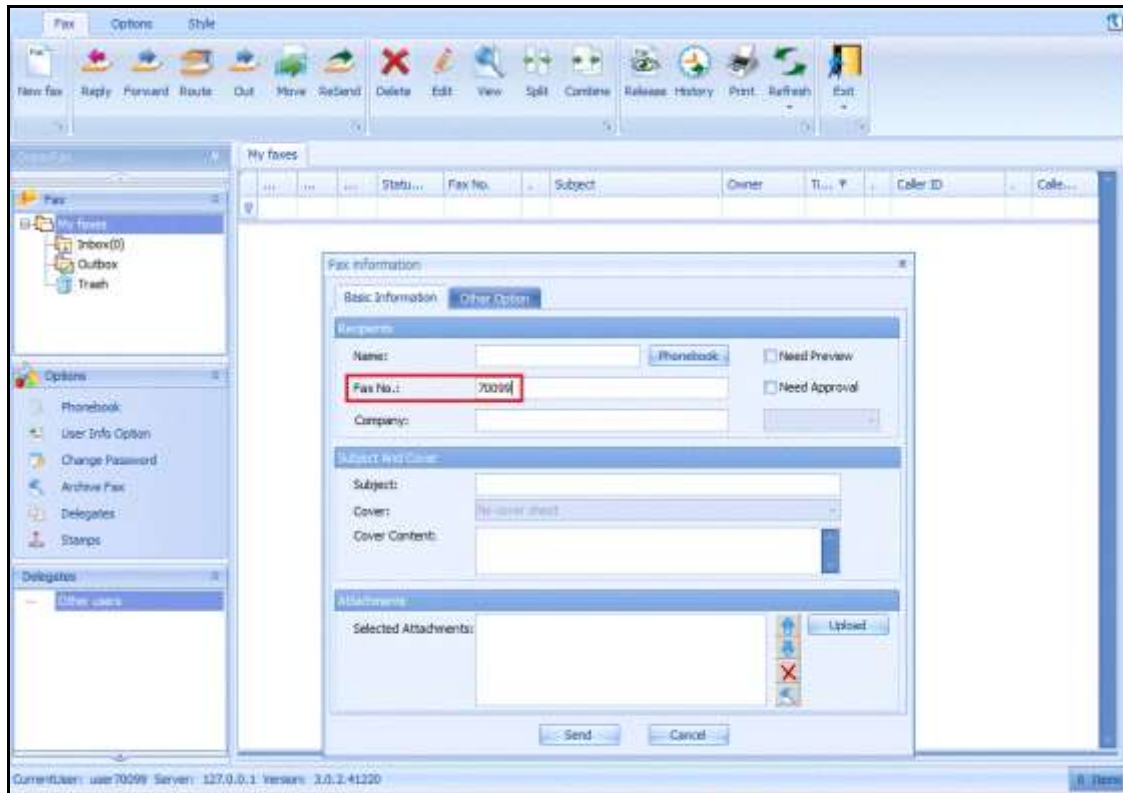 Fax Options Style
New fax Reply Forward Route Out Move ReSend Delete Edit View Split Combine Release History Print Refresh Exit
My faxes
... ... ... Statu... Fax No. . Subject Owner Ti... . Caller ID . Calle...
Fax
My faxes
Inbox(0)
Outbox
Trash
Options
Phonebook
User Info Option
Change Password
Archive Fax
Delegates
Stamps
Delegates
Other users
Fax information
Basic Information Other Option
Recipients
Name: Phonebook Need Preview
Fax No.: 70099 Need Approval
Company:
Subject And Cover
Subject:
Cover: No cover sheet
Cover Content:
Attachments
Selected Attachments: Upload
Send Cancel
CurrentUser: user70099 Server: 127.0.0.1 Version: 3.0.2.41220 0 Items